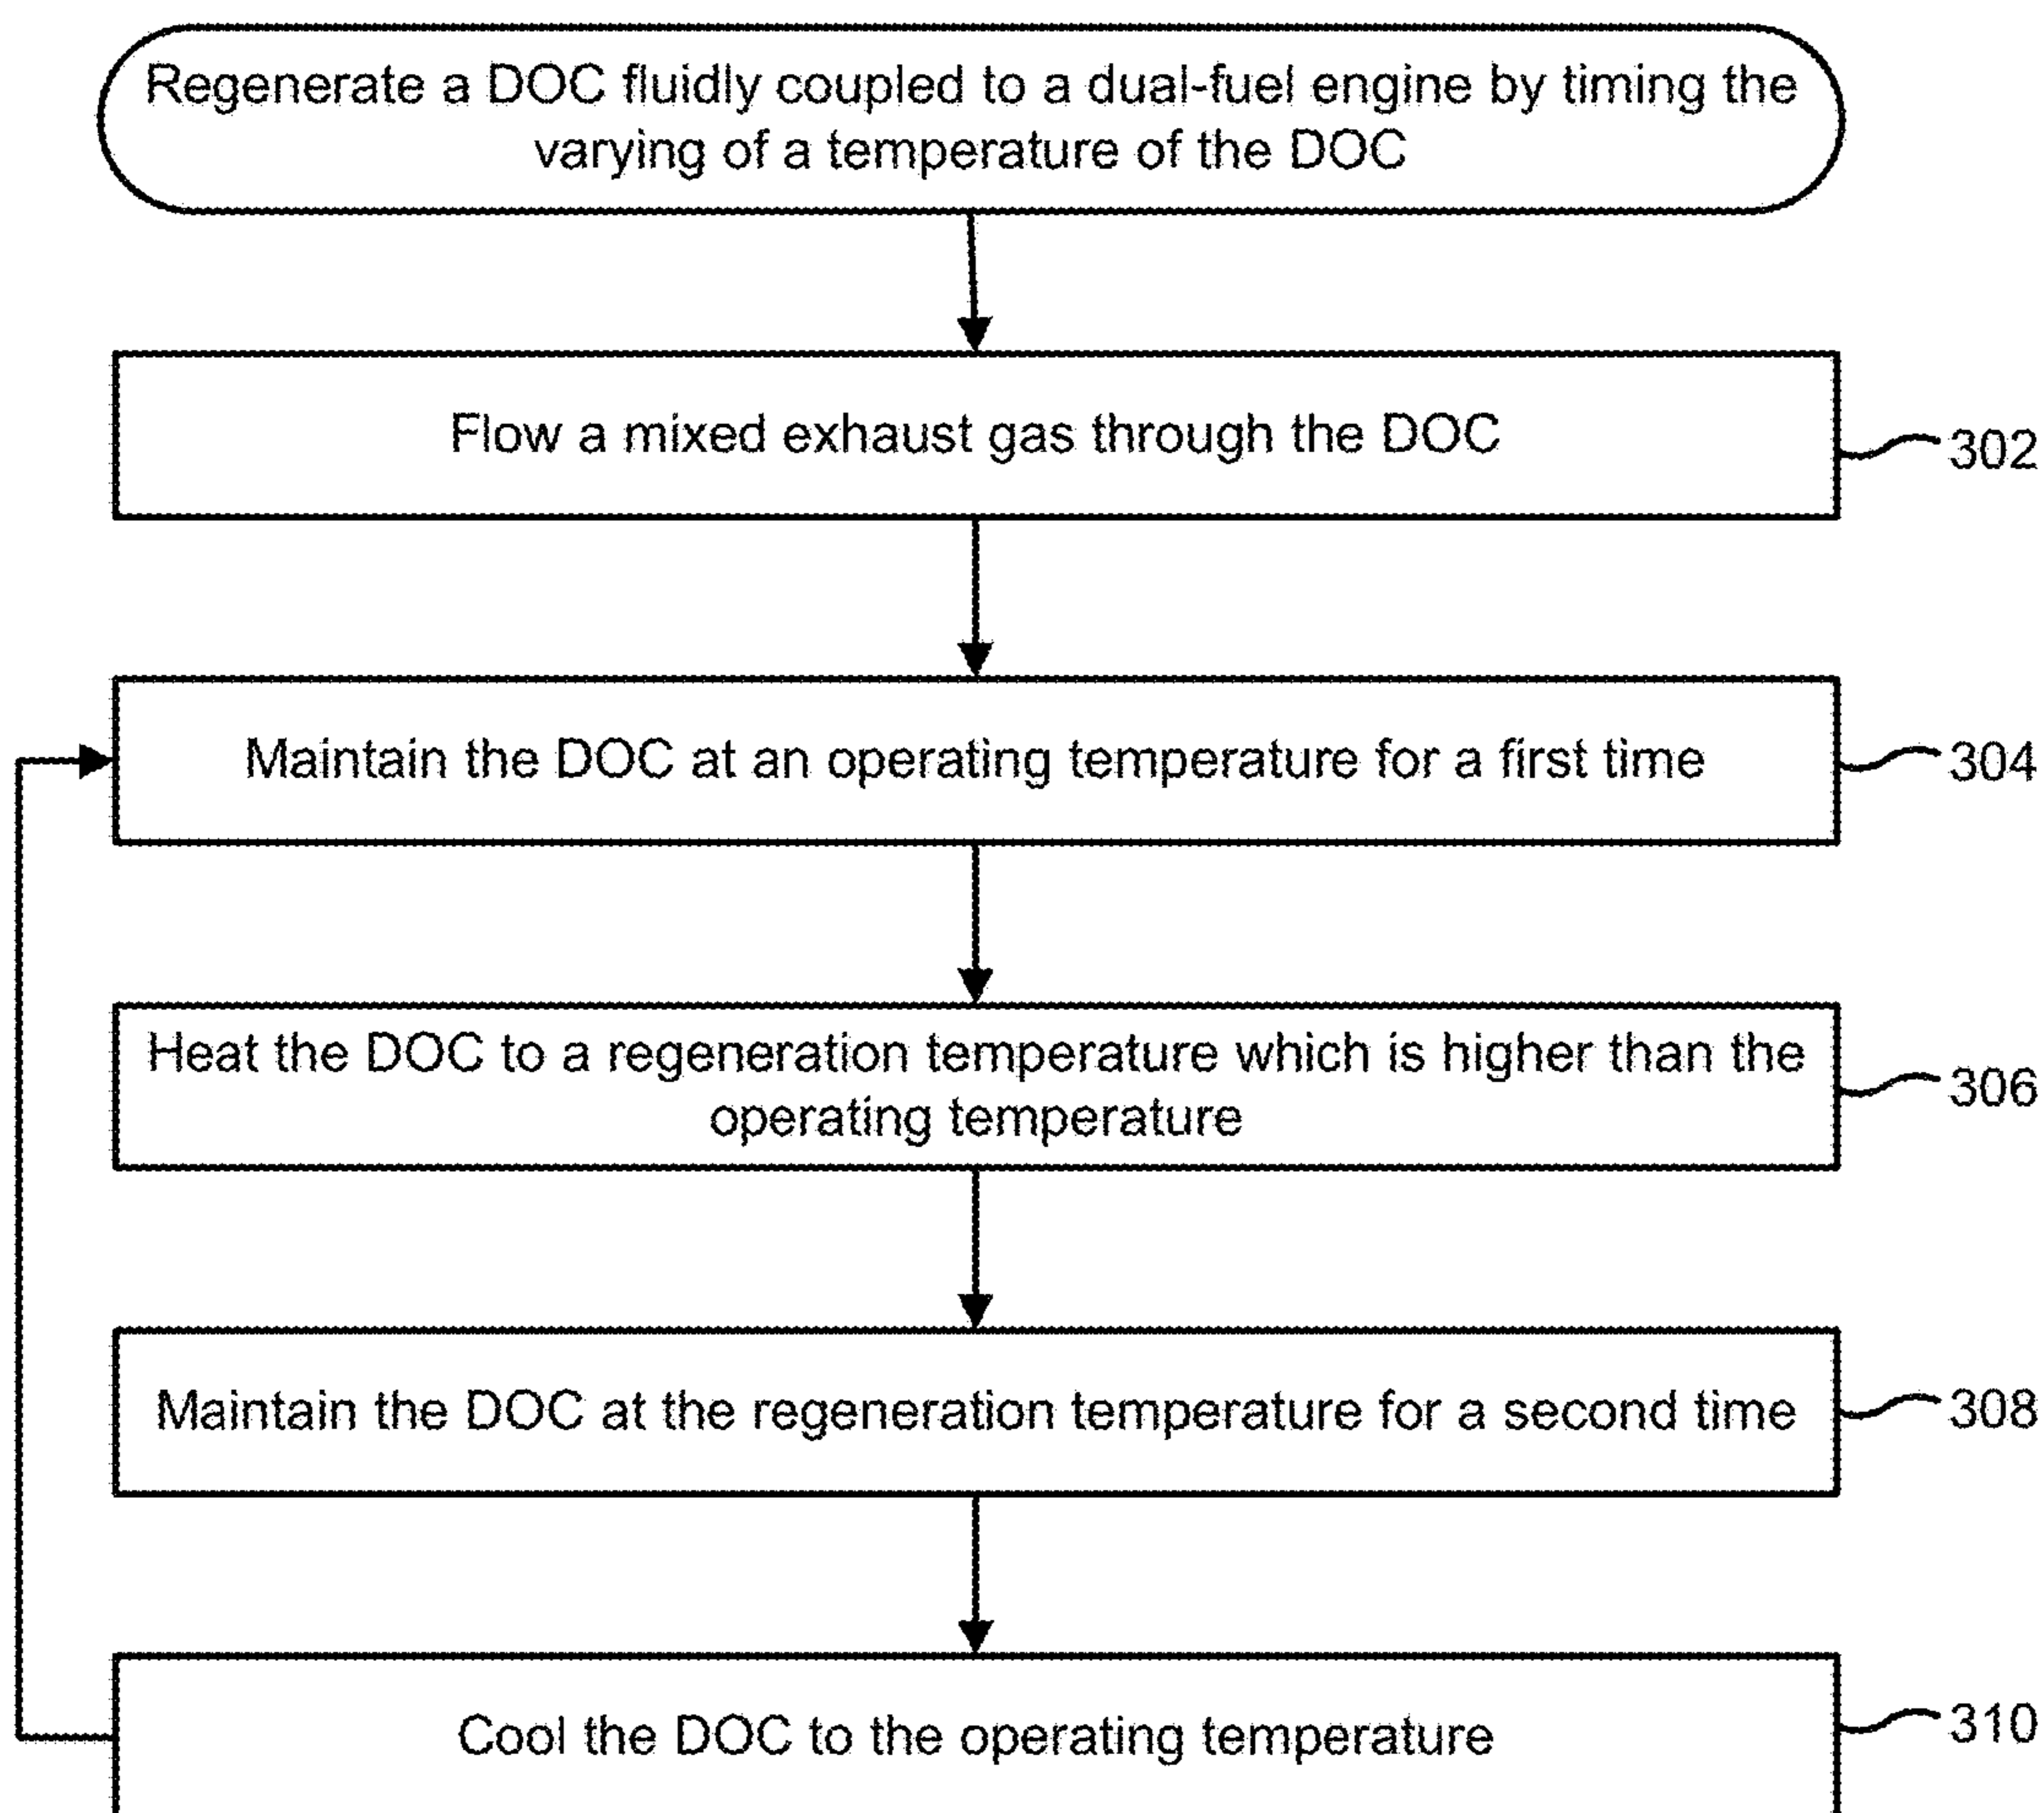 Regenerate a DOC fluidly coupled to a dual-fuel engine by timing the
varying of a temperature of the DOC
Flow a mixed exhaust gas through the DOC
302
Maintain the DOC at an operating temperature for a first time
304
Heat the DOC to a regeneration temperature which is higher than the
operating temperature
306
Maintain the DOC at the regeneration temperature for a second time
308
Cool the DOC to the operating temperature
310